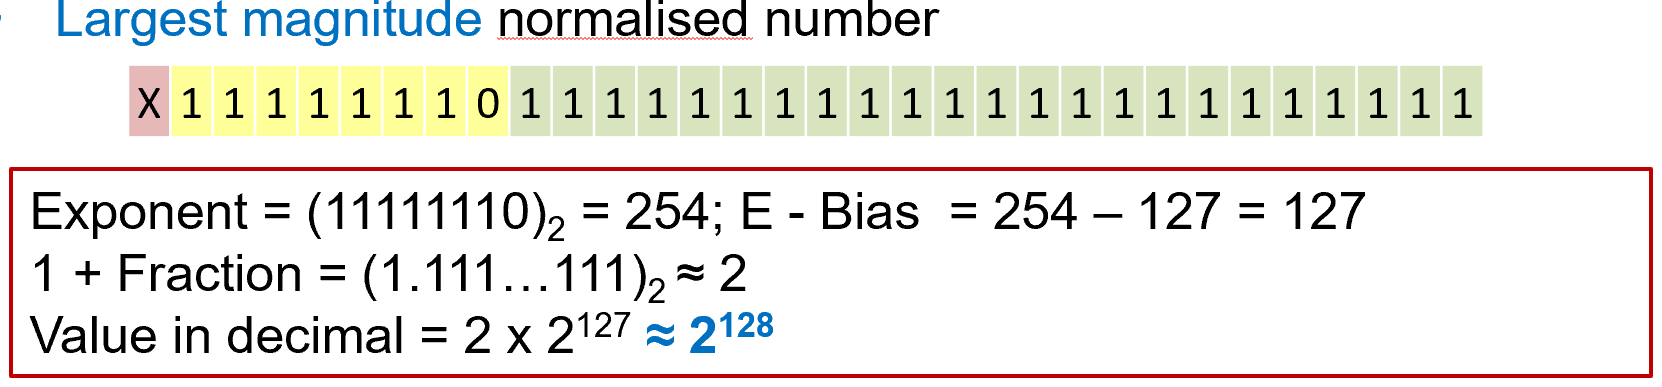 Largest magnitude normalised number
X 1 1 1 1 1 1 1 0 1 1 1 1 1 1 1 1 1 1 1 1 1 1 1 1 1 1 1 1 1 1 1
Exponent = (11111110)₂ = 254; E - Bias = 254 – 127 = 127
1 + Fraction = (1.111…111)₂ ≈ 2
Value in decimal = 2 x 2¹²⁷ ≈ 2¹²⁸